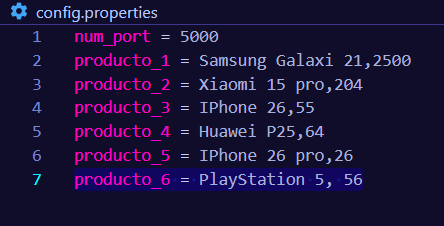 config.properties
1 num_port = 5000
2 producto_1 = Samsung Galaxi 21,2500
3 producto_2 = Xiaomi 15 pro,204
4 producto_3 = IPhone 26,55
5 producto_4 = Huawei P25,64
6 producto_5 = IPhone 26 pro,26
7 producto_6 = PlayStation 5, 56